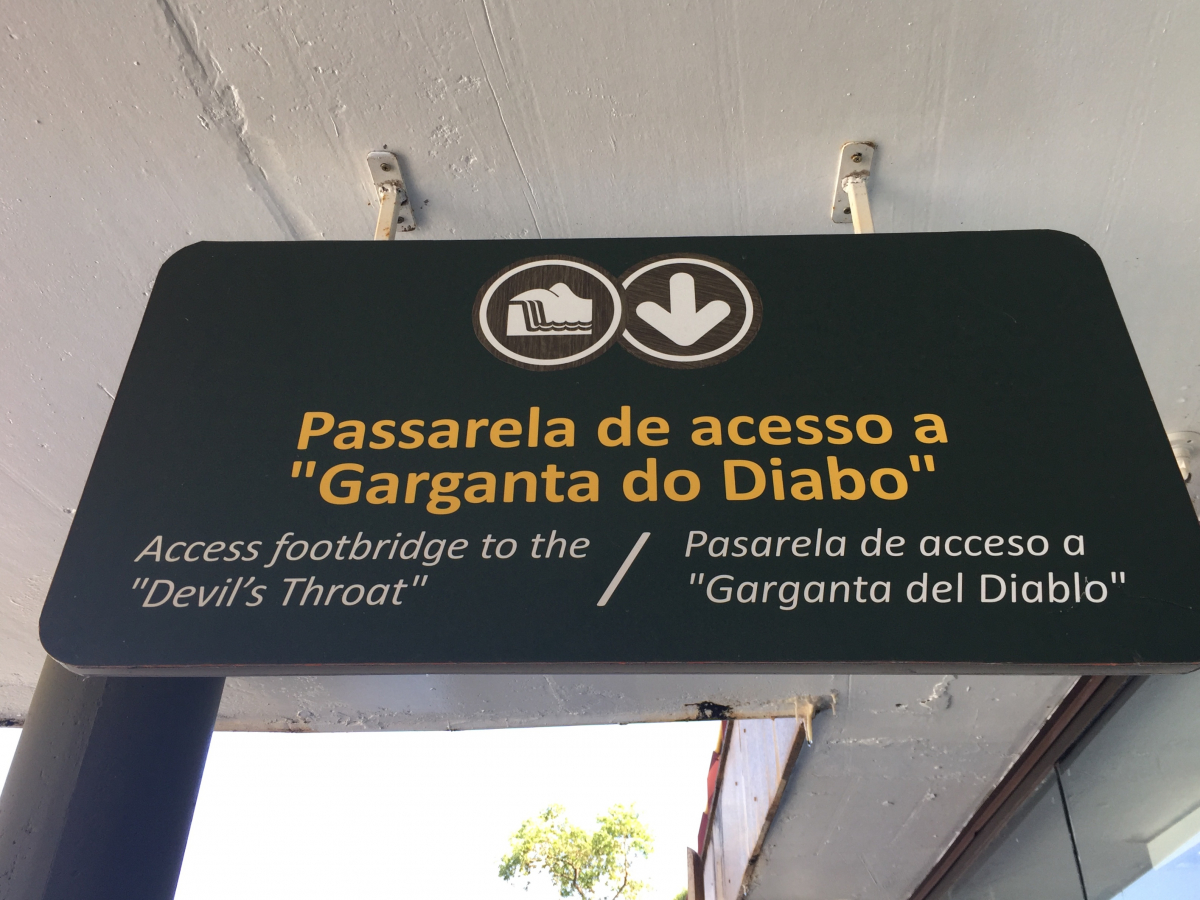 Passarela de acesso a
"Garganta do Diabo"
Access footbridge to the
"Devil's Throat"
/
Pasarela de acceso a
"Garganta del Diablo"